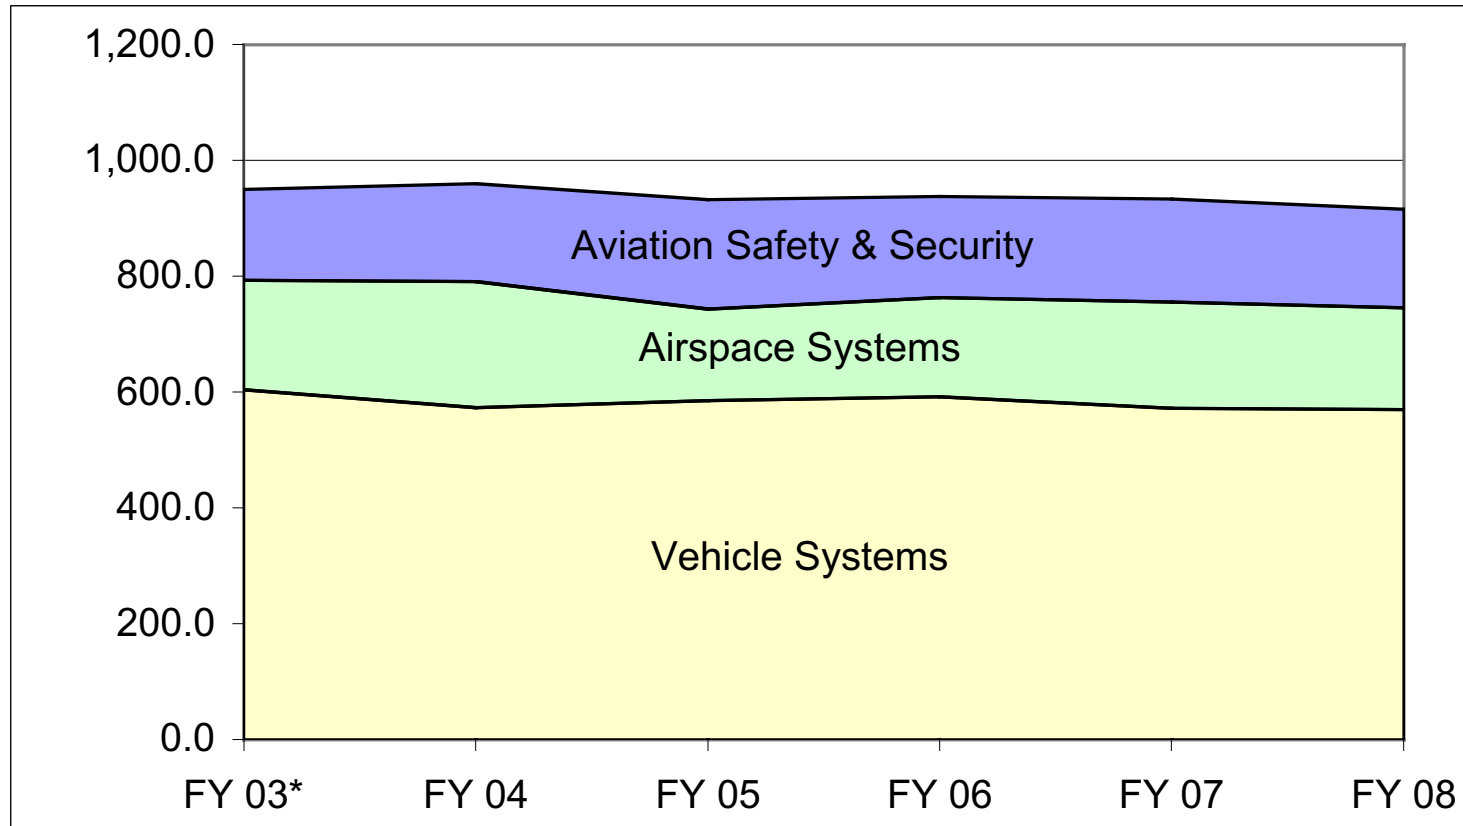 1,200.0
1,000.0
800.0
600.0
400.0
200.0
0.0
Aviation Safety & Security
Airspace Systems
Vehicle Systems
FY 03* FY 04 FY 05 FY 06 FY 07 FY 08